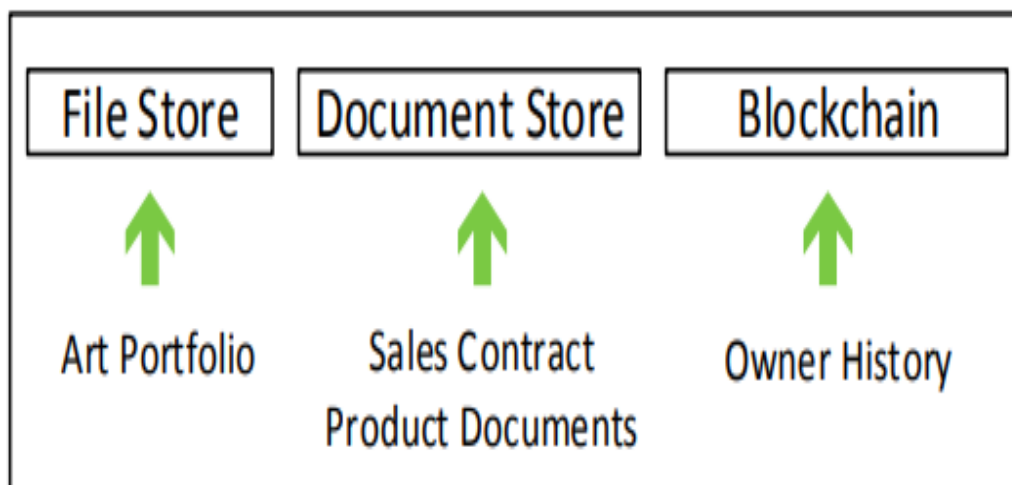 File Store
Document Store
Blockchain
Art Portfolio
Sales Contract
Product Documents
Owner History